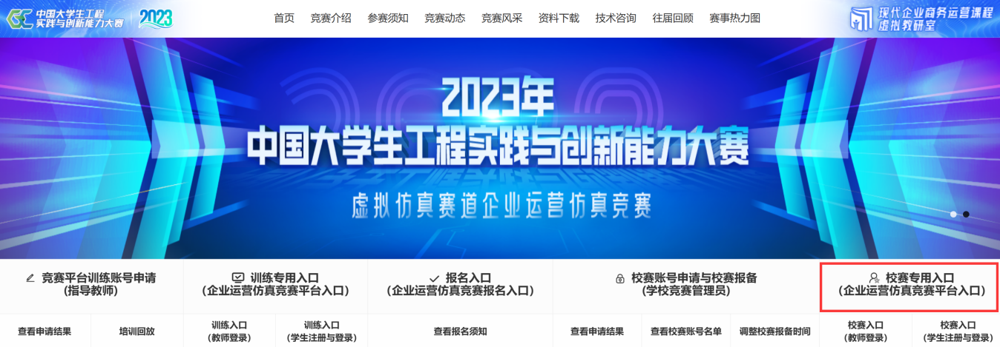 中国大学生工程
实践与创新能力大赛
2023
首页 竞赛介绍 参赛须知 竞赛动态 竞赛风采 资料下载 技术咨询 往届回顾 赛事热力图
现代企业商务运营课程
虚拟教研室
2023年
中国大学生工程实践与创新能力大赛
虚拟仿真赛道企业运营仿真竞赛
竞赛平台训练账号申请
(指导教师)
训练专用入口
(企业运营仿真竞赛平台入口)
报名入口
(企业运营仿真竞赛报名入口)
校赛账号申请与校赛报备
(学校竞赛管理员)
校赛专用入口
(企业运营仿真竞赛平台入口)
查看申请结果
培训回放
训练入口
(教师登录)
训练入口
(学生注册与登录)
查看报名须知
查看申请结果
查看校赛账号名单
调整校赛报备时间
校赛入口
(教师登录)
校赛入口
(学生注册与登录)